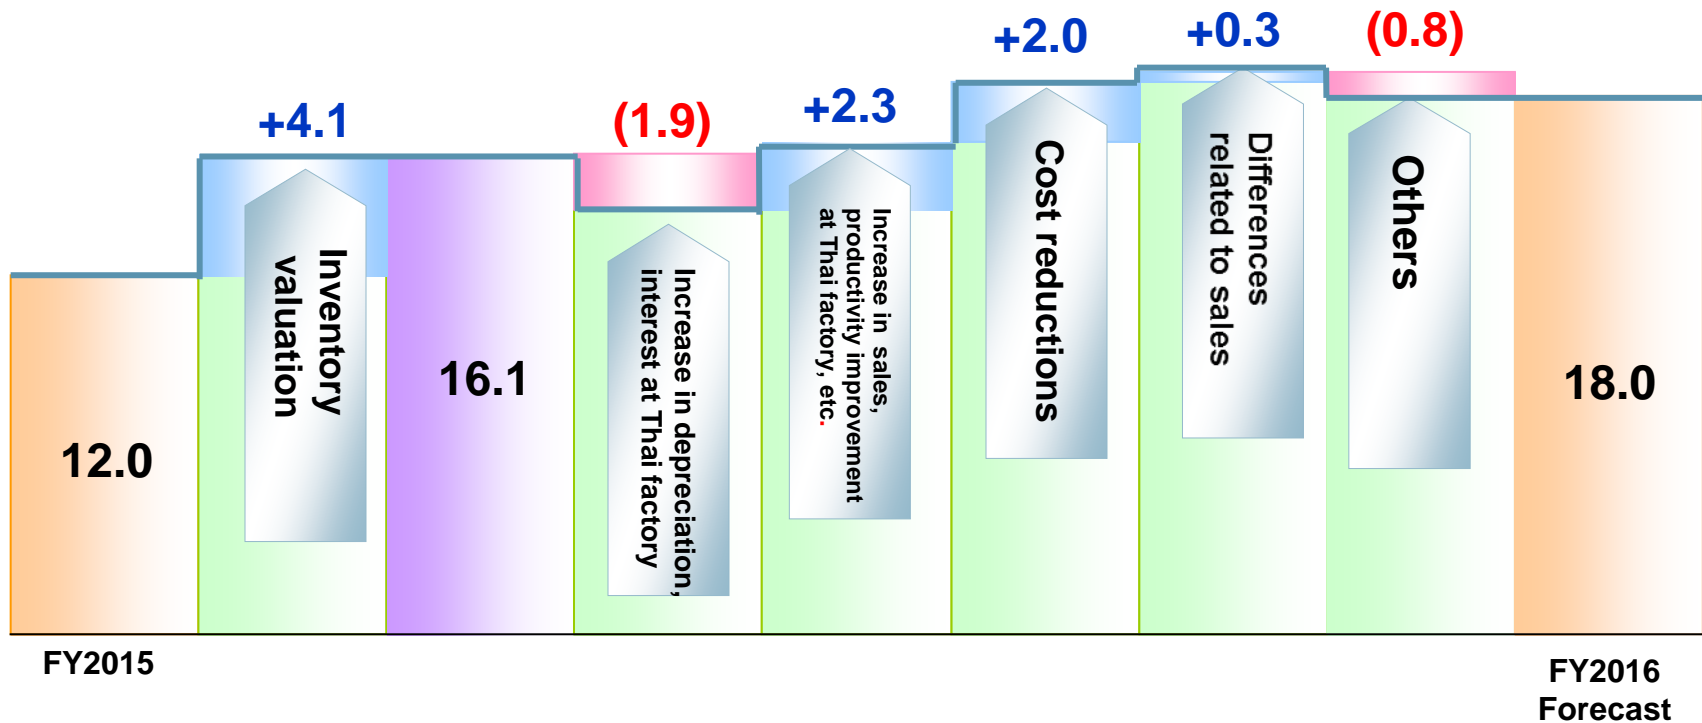 +4.1
(1.9)
+2.3
+2.0
+0.3
(0.8)
12.0
Inventory
valuation
16.1
Increase in depreciation,
interest at Thai factory
Increase in sales,
productivity improvement
at Thai factory, etc.
Cost reductions
Differences
related to sales
Others
18.0
FY2015
FY2016
Forecast